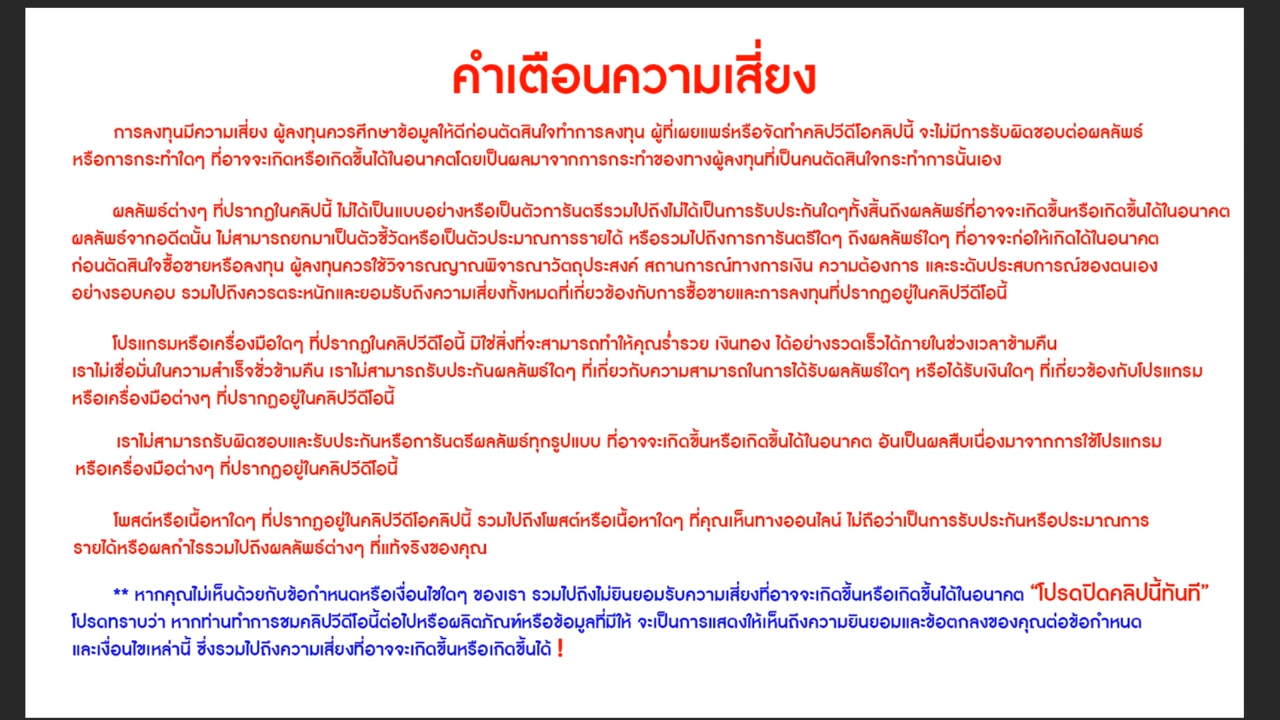 คำเตือนความเสี่ยง
การลงทุนมีความเสี่ยง ผู้ลงทุนควรศึกษาข้อมูลให้ดีก่อนตัดสินใจทำการลงทุน ผู้ที่เผยแพร่หรือจัดทำคลิปวีดีโอคลิปนี้ จะไม่มีการรับผิดชอบต่อผลลัพธ์
หรือการกระทำใดๆ ที่อาจจะเกิดหรือเกิดขึ้นได้ในอนาคตโดยเป็นผลมาจากการกระทำของทางผู้ลงทุนที่เป็นคนตัดสินใจกระทำการนั้นเอง
ผลลัพธ์ต่างๆ ที่ปรากฏในคลิปนี้ ไม่ได้เป็นแบบอย่างหรือเป็นตัวการันตรีรวมไปถึงไม่ได้เป็นการรับประกันใดๆทั้งสิ้นถึงผลลัพธ์ที่อาจจะเกิดขึ้นหรือเกิดขึ้นได้ในอนาคต
ผลลัพธ์จากอดีตนั้น ไม่สามารถยกมาเป็นตัวชี้วัดหรือเป็นตัวประมาณการรายได้ หรือรวมไปถึงการการันตรีใดๆ ถึงผลลัพธ์ใดๆ ที่อาจจะก่อให้เกิดได้ในอนาคต
ก่อนตัดสินใจซื้อขายหรือลงทุน ผู้ลงทุนควรใช้วิจารณญาณพิจารณาวัตถุประสงค์ สถานการณ์ทางการเงิน ความต้องการ และระดับประสบการณ์ของตนเอง
อย่างรอบคอบ รวมไปถึงควรตระหนักและยอมรับถึงความเสี่ยงทั้งหมดที่เกี่ยวข้องกับการซื้อขายและการลงทุนที่ปรากฏอยู่ในคลิปวีดีโอนี้
โปรแกรมหรือเครื่องมือใดๆ ที่ปรากฏในคลิปวีดีโอนี้ มิใช่สิ่งที่จะสามารถทำให้คุณร่ำรวย เงินทอง ได้อย่างรวดเร็วได้ภายในช่วงเวลาข้ามคืน
เราไม่เชื่อมั่นในความสำเร็จชั่วข้ามคืน เราไม่สามารถรับประกันผลลัพธ์ใดๆ ที่เกี่ยวกับความสามารถในการได้รับผลลัพธ์ใดๆ หรือได้รับเงินใดๆ ที่เกี่ยวข้องกับโปรแกรม
หรือเครื่องมือต่างๆ ที่ปรากฏอยู่ในคลิปวีดีโอนี้
เราไม่สามารถรับผิดชอบและรับประกันหรือการันตรีผลลัพธ์ทุกรูปแบบ ที่อาจจะเกิดขึ้นหรือเกิดขึ้นได้ในอนาคต อันเป็นผลสืบเนื่องมาจากการใช้โปรแกรม
หรือเครื่องมือต่างๆ ที่ปรากฏอยู่ในคลิปวีดีโอนี้
โพสต์หรือเนื้อหาใดๆ ที่ปรากฏอยู่ในคลิปวีดีโอคลิปนี้ รวมไปถึงโพสต์หรือเนื้อหาใดๆ ที่คุณเห็นทางออนไลน์ ไม่ถือว่าเป็นการรับประกันหรือประมาณการ
รายได้หรือผลกำไรรวมไปถึงผลลัพธ์ต่างๆ ที่แท้จริงของคุณ
** หากคุณไม่เห็นด้วยกับข้อกำหนดหรือเงื่อนไขใดๆ ของเรา รวมไปถึงไม่ยินยอมรับความเสี่ยงที่อาจจะเกิดขึ้นหรือเกิดขึ้นได้ในอนาคต “โปรดปิดคลิปนี้ทันที”
โปรดทราบว่า หากท่านทำการชมคลิปวีดีโอนี้ต่อไปหรือผลิตภัณฑ์หรือข้อมูลที่มีให้ จะเป็นการแสดงให้เห็นถึงความยินยอมและข้อตกลงของคุณต่อข้อกำหนด
และเงื่อนไขเหล่านี้ ซึ่งรวมไปถึงความเสี่ยงที่อาจจะเกิดขึ้นหรือเกิดขึ้นได้ !